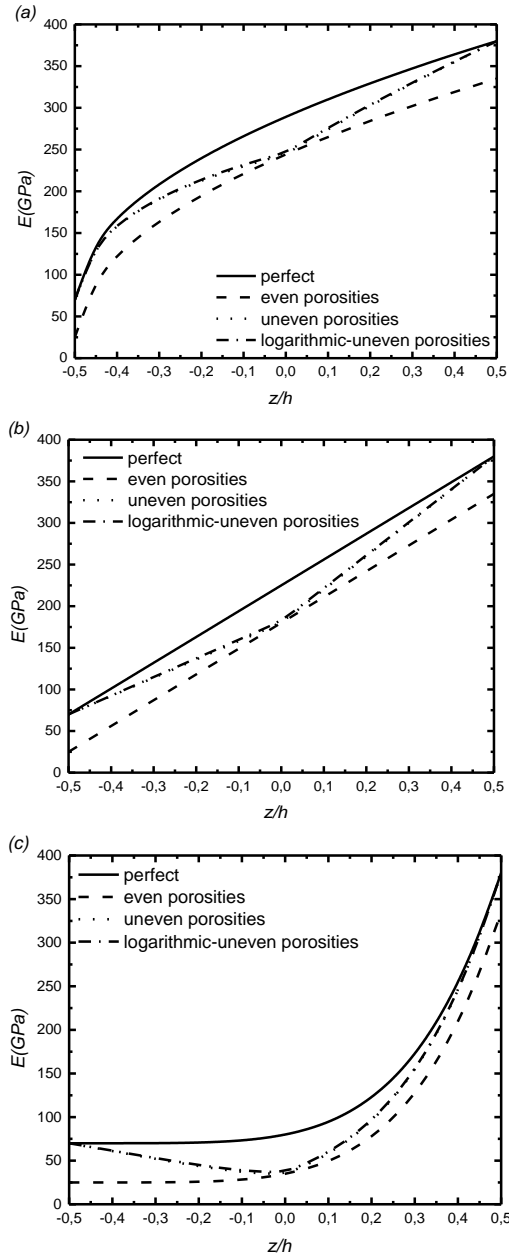 (a)
400
350
300
250
200
150
100
50
0
E(GPa)
perfect
even porosities
uneven porosities
logarithmic-uneven porosities
-0,5 -0,4 -0,3 -0,2 -0,1 0,0 0,1 0,2 0,3 0,4 0,5
z/h
(b)
400
350
300
250
200
150
100
50
0
E(GPa)
perfect
even porosities
uneven porosities
logarithmic-uneven porosities
-0,5 -0,4 -0,3 -0,2 -0,1 0,0 0,1 0,2 0,3 0,4 0,5
z/h
(c)
400
350
300
250
200
150
100
50
0
E(GPa)
perfect
even porosities
uneven porosities
logarithmic-uneven porosities
-0,5 -0,4 -0,3 -0,2 -0,1 0,0 0,1 0,2 0,3 0,4 0,5
z/h